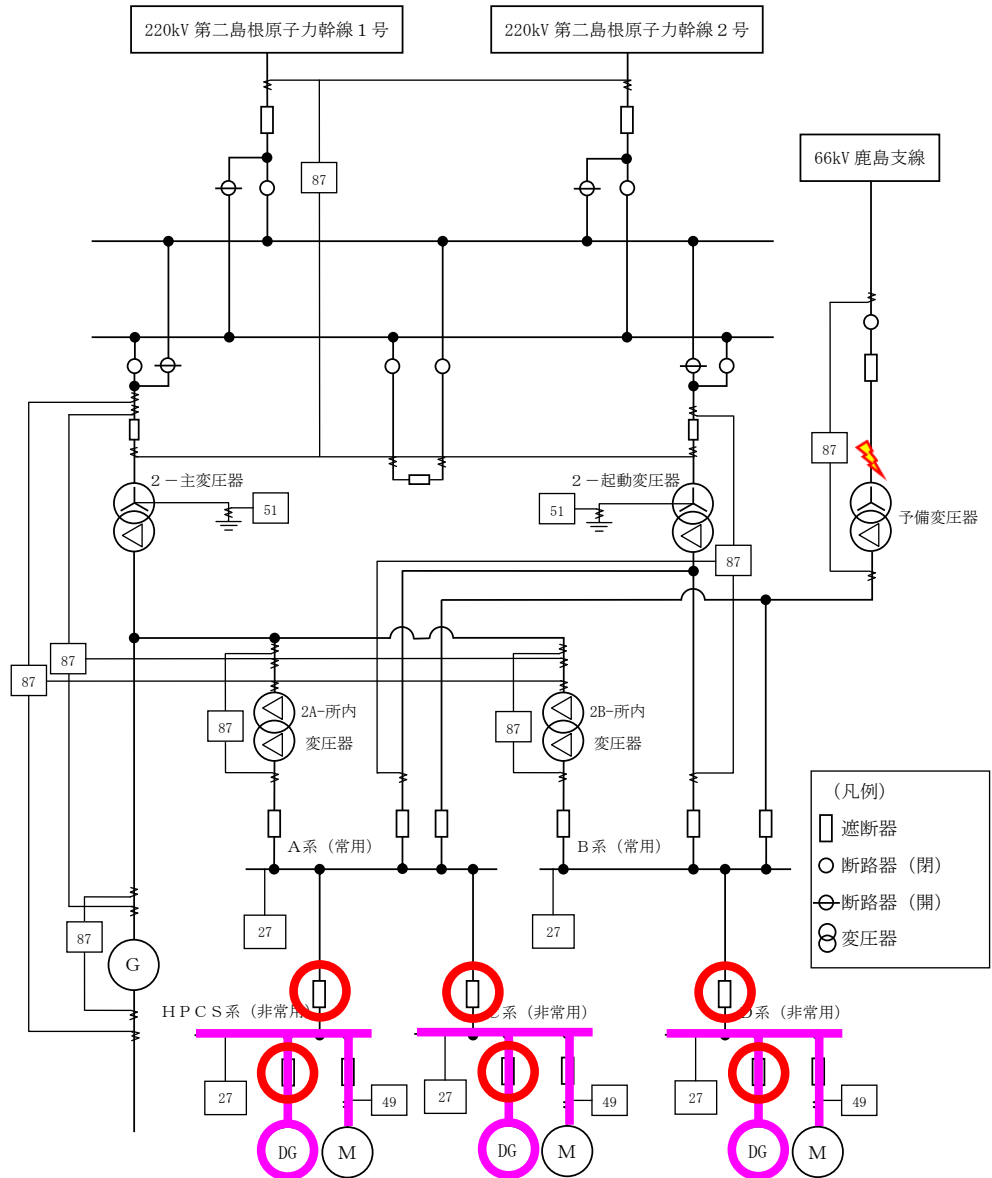 220kV 第二島根原子力幹線１号
220kV 第二島根原子力幹線２号
66kV 鹿島支線
87
87
２－主変圧器
51
２－起動変圧器
51
予備変圧器
87
87
87
87
2A-所内
変圧器
87
2B-所内
変圧器
(凡例)
遮断器
断路器（閉）
断路器（開）
変圧器
Ａ系（常用）
Ｂ系（常用）
27
27
87
G
ＨＰＣＳ系（非常用）
Ｃ系（非常用）
Ｄ系（非常用）
27
49
27
49
27
49
DG
M
DG
M
DG
M